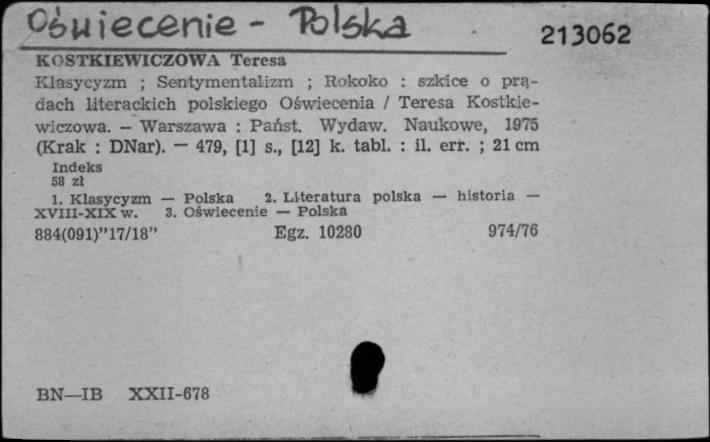 Oświecenie - Polska
213062
KOSTKIEWICZOWA Teresa
Klasycyzm ; Sentymentalizm ; Rokoko : szkice o prą-
dach literackich polskiego Oświecenia / Teresa Kostkie-
wiczowa. — Warszawa : Państ. Wydaw. Naukowe, 1975
(Krak : DNar). — 479, [1] s., [12] k. tabl. : il. err. ; 21 cm
Indeks
58 zł
1. Klasycyzm — Polska 2. Literatura polska — historia —
XVIII-XIX w. 3. Oświecenie — Polska
884(091)"17/18" Egz. 10280 974/76
BN—IB XXII-678